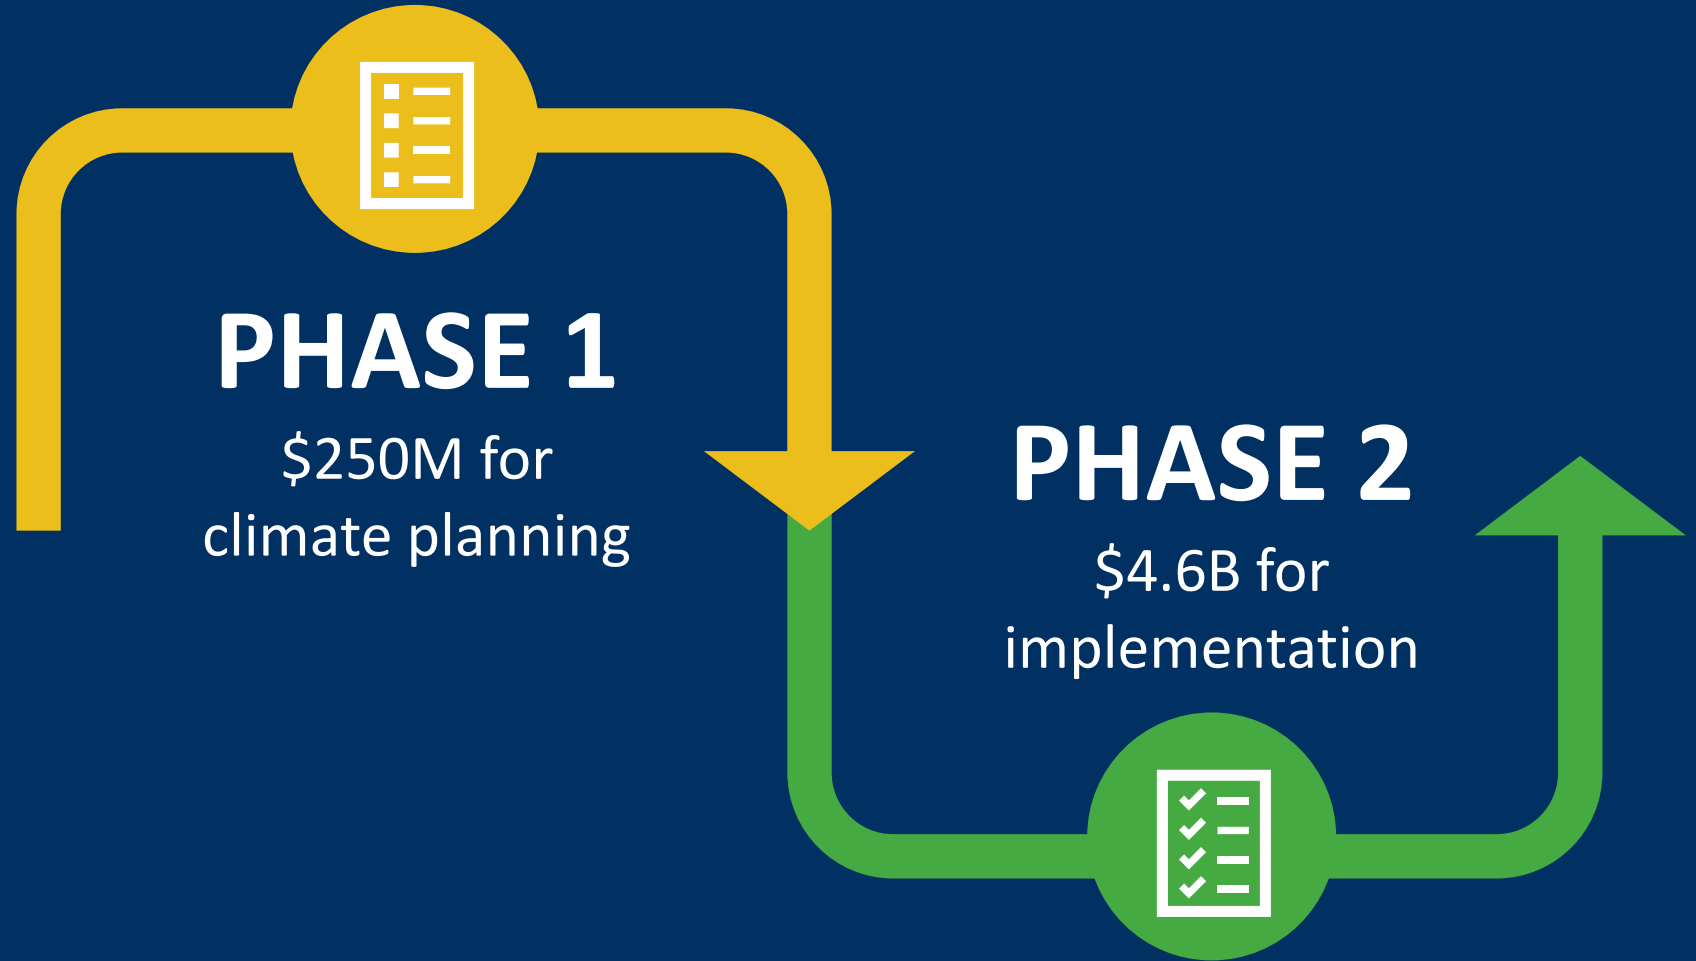 PHASE 1
$250M for
climate planning
PHASE 2
$4.6B for
implementation